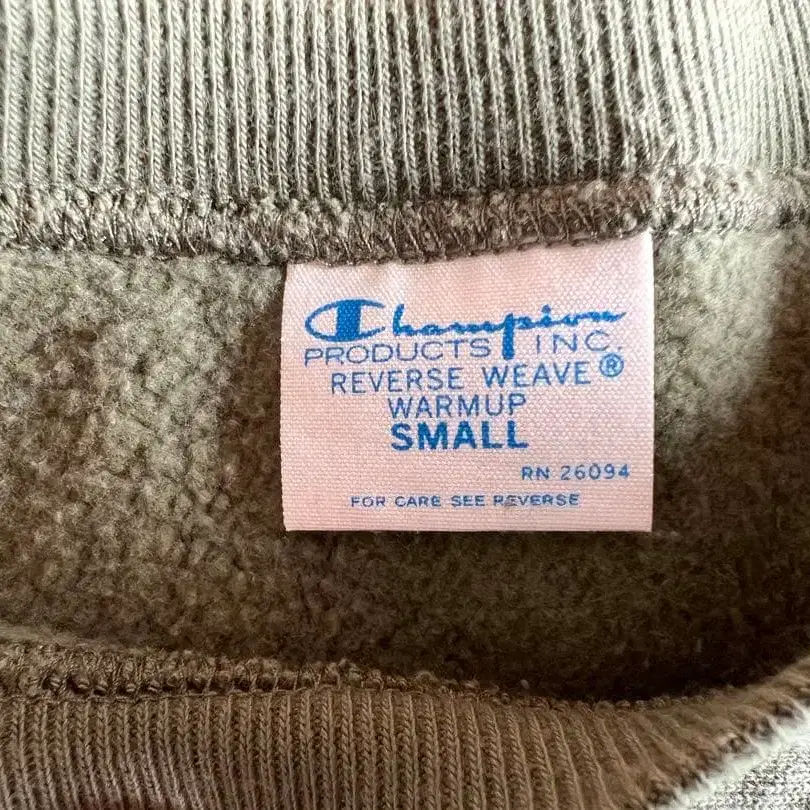 Champion
PRODUCTS INC.
REVERSE WEAVE®
WARMUP
SMALL
RN 26094
FOR CARE SEE REVERSE